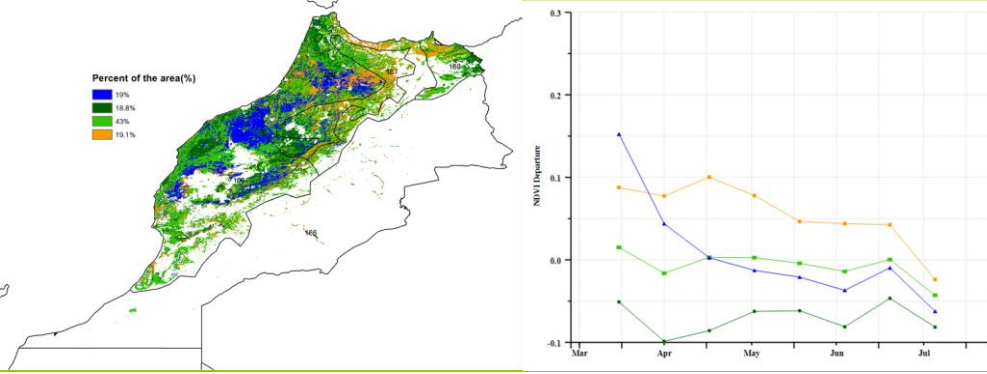 Percent of the area(%)
19%
18.8%
43%
19.1%
169
166
0.3
0.2
0.1
0.0
-0.1
NDVI Departure
Mar
Apr
May
Jun
Jul